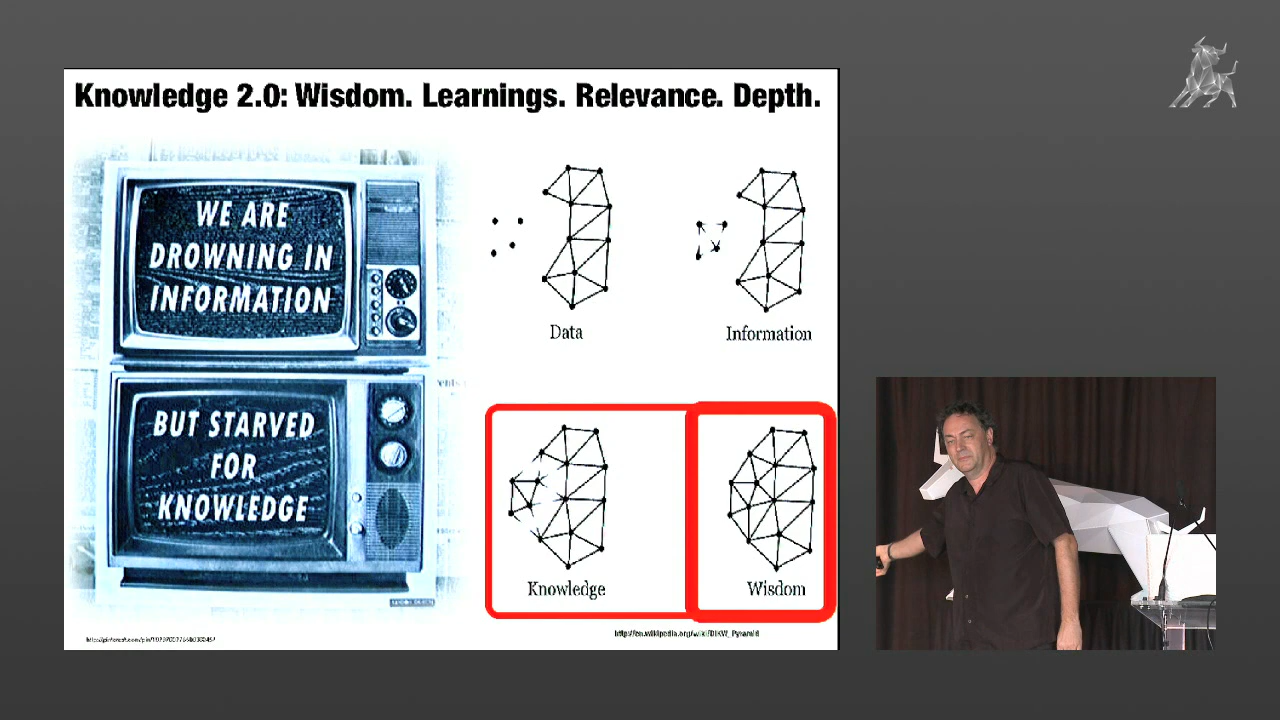 Knowledge 2.0: Wisdom. Learnings. Relevance. Depth.
WE ARE
DROWNING IN
INFORMATION
BUT STARVED
FOR
KNOWLEDGE
Data
Information
Knowledge
Wisdom
http://en.wikipedia.org/wiki/DIKW_Pyramid